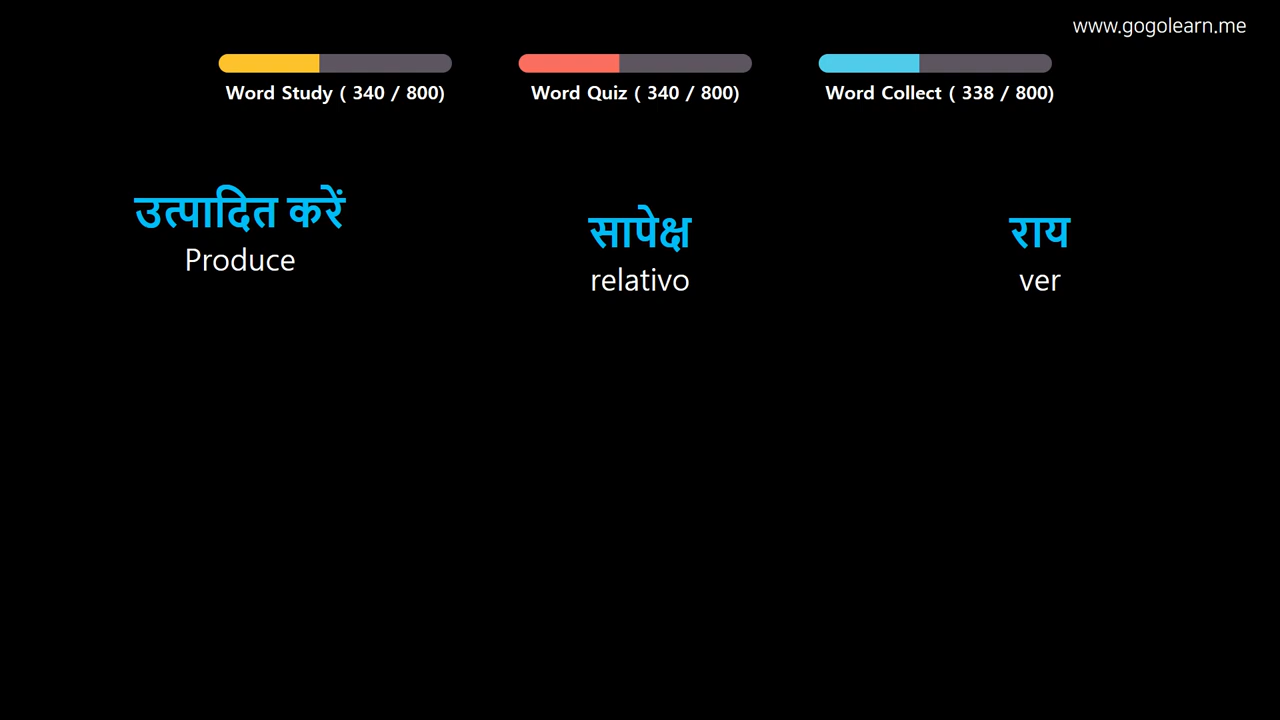 www.gogolearn.me
Word Study ( 340 / 800)
Word Quiz ( 340 / 800)
Word Collect ( 338 / 800)
उत्पादित करें
Produce
सापेक्ष
relativo
राय
ver